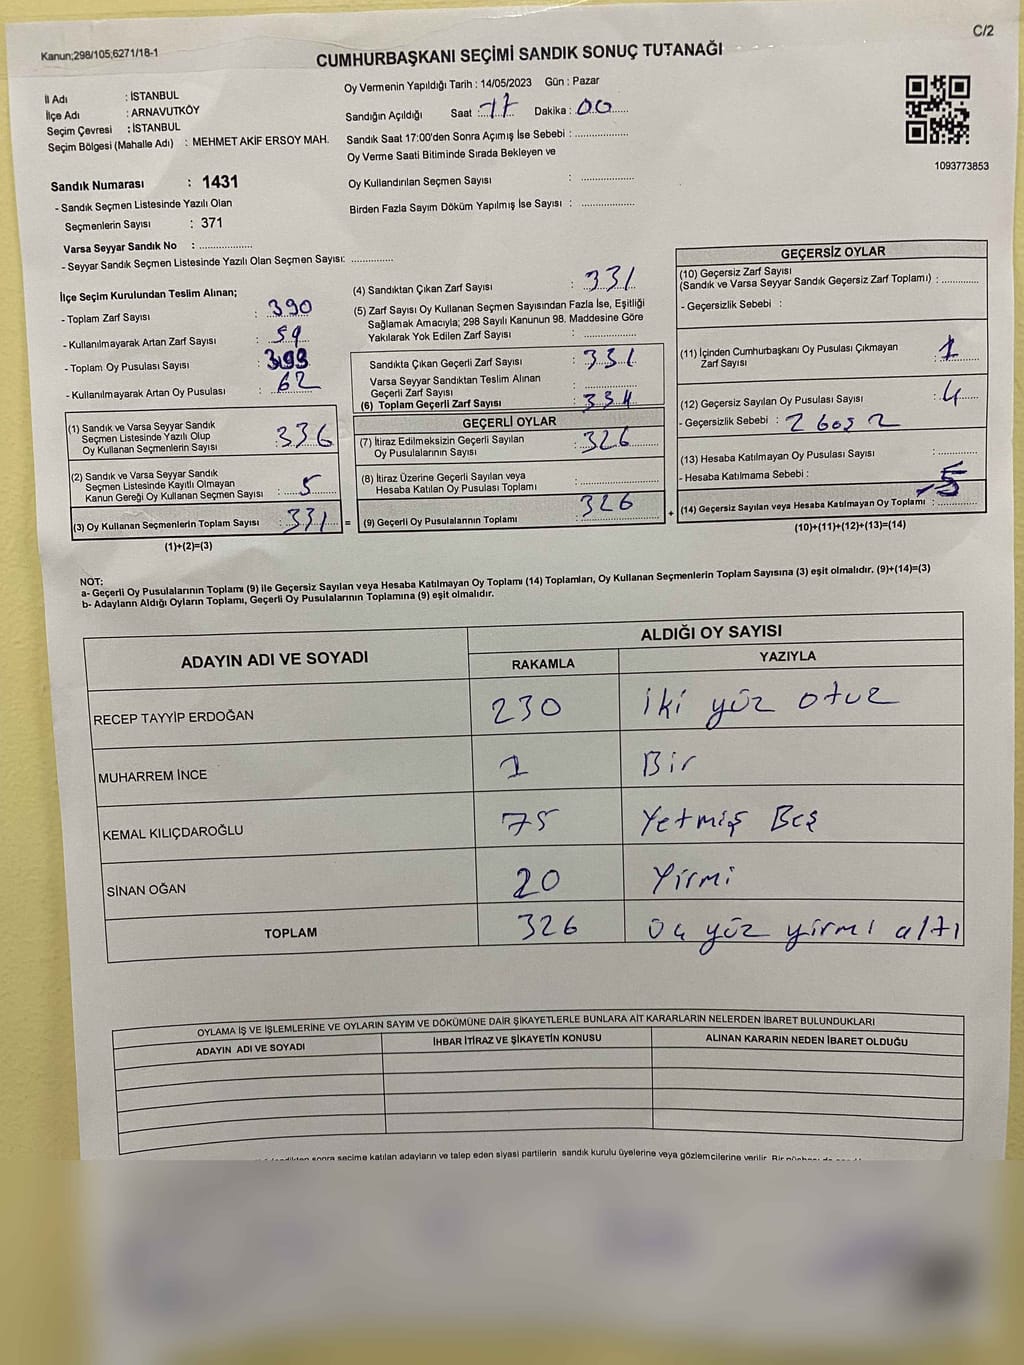 C/2
Kanun;298/105;6271/18-1
CUMHURBAŞKANI SEÇİMİ SANDIK SONUÇ TUTANAĞI
İl Adı : İSTANBUL
İlçe Adı : ARNAVUTKÖY
Seçim Çevresi : İSTANBUL
Seçim Bölgesi (Mahalle Adı) : MEHMET AKİF ERSOY MAH.
Sandık Numarası : 1431
- Sandık Seçmen Listesinde Yazılı Olan
Seçmenlerin Sayısı : 371
Varsa Seyyar Sandık No : ..................
- Seyyar Sandık Seçmen Listesinde Yazılı Olan Seçmen Sayısı: ..............
Oy Vermenin Yapıldığı Tarih : 14/05/2023 Gün : Pazar
Sandığın Açıldığı Saat : 17 Dakika : 00
Sandık Saat 17:00'den Sonra Açımış İse Sebebi : ..................
Oy Verme Saati Bitiminde Sırada Bekleyen ve
Oy Kullandırılan Seçmen Sayısı : ..................
Birden Fazla Sayım Döküm Yapılmış İse Sayısı : ..................
1093773853
İlçe Seçim Kurulundan Teslim Alınan;
- Toplam Zarf Sayısı : 390
- Kullanılmayarak Artan Zarf Sayısı : 59
- Toplam Oy Pusulası Sayısı :
- Kullanılmayarak Artan Oy Pusulası : 62
(1) Sandık ve Varsa Seyyar Sandık
Seçmen Listesinde Yazılı Olup
Oy Kullanan Seçmenlerin Sayısı : 336
(2) Sandık ve Varsa Seyyar Sandık
Seçmen Listesinde Kayıtlı Olmayan
Kanun Gereği Oy Kullanan Seçmen Sayısı : 5
(3) Oy Kullanan Seçmenlerin Toplam Sayısı : 331 =
(1)+(2)=(3)
(4) Sandıktan Çıkan Zarf Sayısı : 331
(5) Zarf Sayısı Oy Kullanan Seçmen Sayısından Fazla İse, Eşitliği
Sağlamak Amacıyla; 298 Sayılı Kanunun 98. Maddesine Göre
Yakılarak Yok Edilen Zarf Sayısı : ..................
Sandıkta Çıkan Geçerli Zarf Sayısı : 331
Varsa Seyyar Sandıktan Teslim Alınan
Geçerli Zarf Sayısı : ..................
(6) Toplam Geçerli Zarf Sayısı :
GEÇERLİ OYLAR
(7) İtiraz Edilmeksizin Geçerli Sayılan
Oy Pusulalarının Sayısı : 326
(8) İtiraz Üzerine Geçerli Sayılan veya
Hesaba Katılan Oy Pusulası Toplamı : ..................
(9) Geçerli Oy Pusulalarının Toplamı : 326 +
GEÇERSİZ OYLAR
(10) Geçersiz Zarf Sayısı
(Sandık ve Varsa Seyyar Sandık Geçersiz Zarf Toplamı) : ............
- Geçersizlik Sebebi :
(11) İçinden Cumhurbaşkanı Oy Pusulası Çıkmayan
Zarf Sayısı : 1
(12) Geçersiz Sayılan Oy Pusulası Sayısı : 4
- Geçersizlik Sebebi : 2
(13) Hesaba Katılmayan Oy Pusulası Sayısı : ............
- Hesaba Katılmama Sebebi :
(14) Geçersiz Sayılan veya Hesaba Katılmayan Oy Toplamı : 5
(10)+(11)+(12)+(13)=(14)
NOT:
a- Geçerli Oy Pusulalarının Toplamı (9) ile Geçersiz Sayılan veya Hesaba Katılmayan Oy Toplamı (14) Toplamları, Oy Kullanan Seçmenlerin Toplam Sayısına (3) eşit olmalıdır. (9)+(14)=(3)
b- Adayların Aldığı Oyların Toplamı, Geçerli Oy Pusulalarının Toplamına (9) eşit olmalıdır.
ADAYIN ADI VE SOYADI ALDIĞI OY SAYISI
RAKAMLA YAZIYLA
RECEP TAYYİP ERDOĞAN 230 iki yüz otuz
MUHARREM İNCE 1 Bir
KEMAL KILIÇDAROĞLU 75 Yetmiş Beş
SİNAN OĞAN 20 Yirmi
TOPLAM 326 üç yüz yirmi altı
OYLAMA İŞ VE İŞLEMLERİNE VE OYLARIN SAYIM VE DÖKÜMÜNE DAİR ŞİKAYETLERLE BUNLARA AİT KARARLARIN NELERDEN İBARET BULUNDUKLARI
ADAYIN ADI VE SOYADI İHBAR İTİRAZ VE ŞİKAYETİN KONUSU ALINAN KARARIN NEDEN İBARET OLDUĞU
sonra seçime katılan adayların ve talep eden siyasi partilerin sandık kurulu üyelerine veya gözlemcilerine verilir. Bir